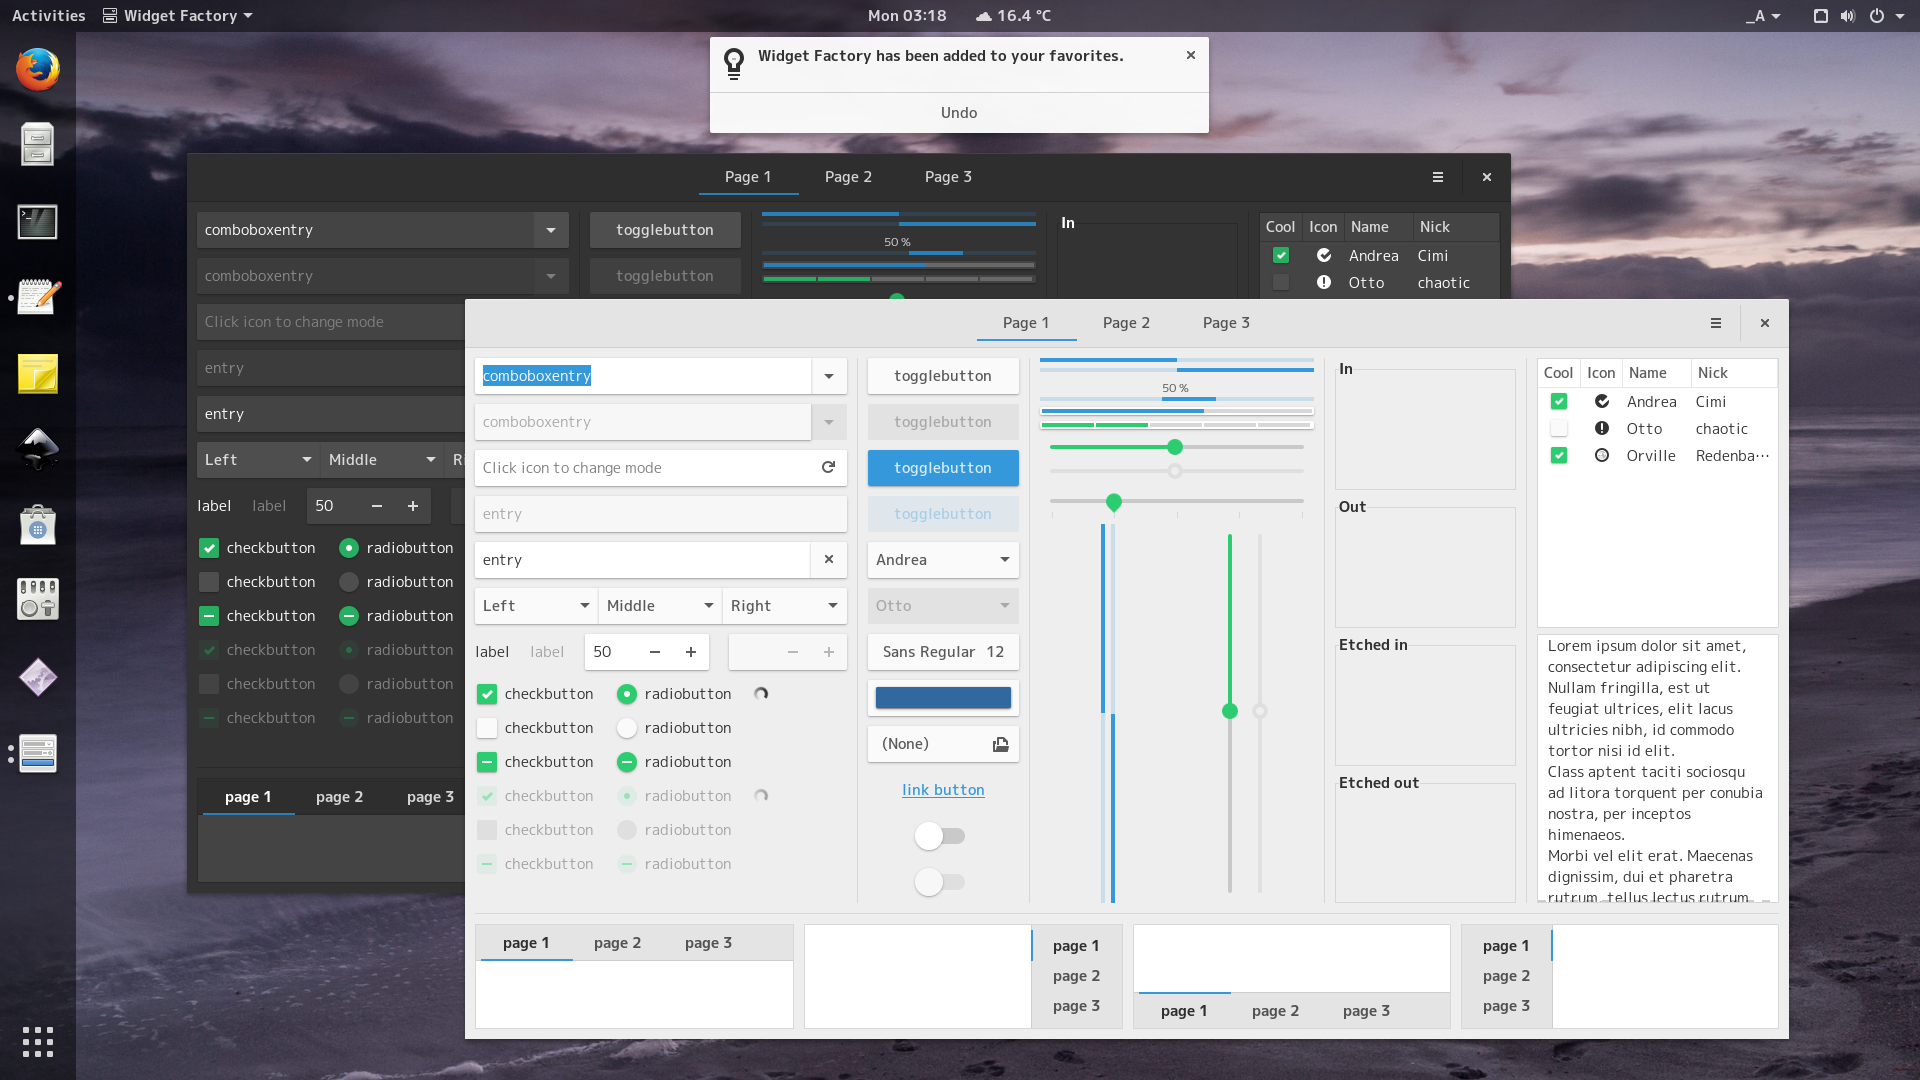 Activities
Widget Factory
Mon 03:18
16.4 °C
_A
Widget Factory has been added to your favorites.
Undo
Page 1 Page 2 Page 3
comboboxentry
togglebutton
50 %
In
Cool Icon Name Nick
Andrea Cimi
Otto chaotic
comboboxentry
togglebutton
Click icon to change mode
entry
entry
Left Middle Ri
label label 50
checkbutton radiobutton
checkbutton radiobutton
checkbutton radiobutton
checkbutton radiobutton
checkbutton radiobutton
checkbutton radiobutton
page 1 page 2 page 3
Page 1 Page 2 Page 3
comboboxentry
comboboxentry
Click icon to change mode
entry
entry
Left Middle Right
label label 50
checkbutton radiobutton
checkbutton radiobutton
checkbutton radiobutton
checkbutton radiobutton
checkbutton radiobutton
checkbutton radiobutton
togglebutton
togglebutton
togglebutton
togglebutton
Andrea
Otto
Sans Regular 12
(None)
link button
50 %
In
Out
Etched in
Etched out
Cool Icon Name Nick
Andrea Cimi
Otto chaotic
Orville Redenba…
Lorem ipsum dolor sit amet,
consectetur adipiscing elit.
Nullam fringilla, est ut
feugiat ultrices, elit lacus
ultricies nibh, id commodo
tortor nisi id elit.
Class aptent taciti sociosqu
ad litora torquent per conubia
nostra, per inceptos
himenaeos.
Morbi vel elit erat. Maecenas
dignissim, dui et pharetra
rutrum, tellus lectus rutrum
page 1 page 2 page 3
page 1
page 2
page 3
page 1 page 2 page 3
page 1
page 2
page 3